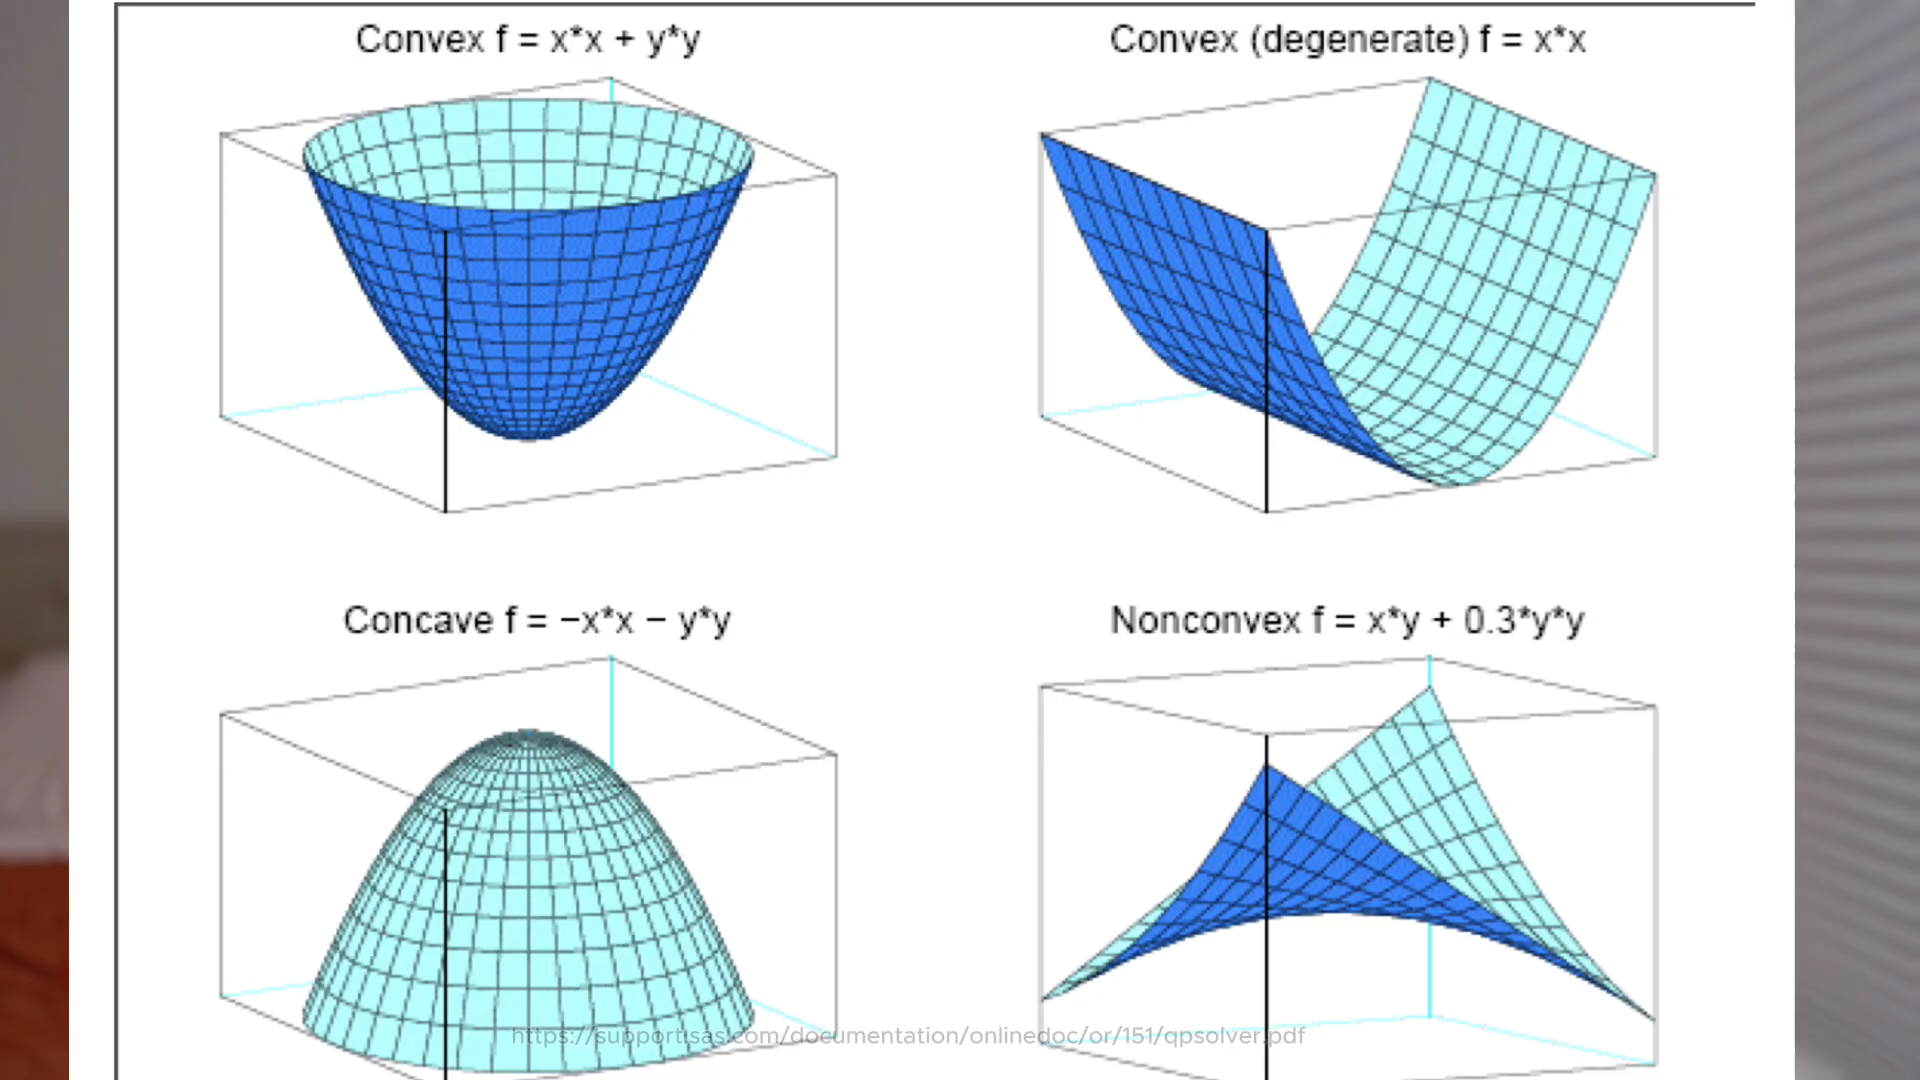 Convex f = x*x + y*y
Convex (degenerate) f = x*x
Concave f = −x*x − y*y
Nonconvex f = x*y + 0.3*y*y
https://support.sas.com/documentation/onlinedoc/or/151/qpsolver.pdf